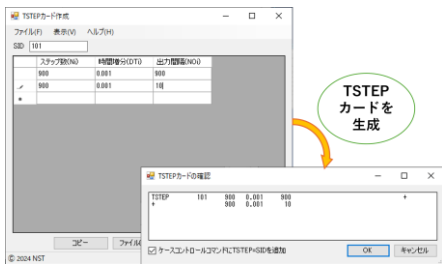 TSTEPカード作成
ファイル(F) 表示(V) ヘルプ(H)
SID 101
ステップ数(Ni) 時間増分(DTi) 出力間隔(NOi)
900 0.001 900
900 0.001 10
コピー ファイル(
© 2024 NST
TSTEP
カードを
生成
TSTEPカードの確認
TSTEP 101 900 0.001 900 +
+ 900 0.001 10
ケースコントロールコマンドにTSTEP=SIDを追加
OK キャンセル